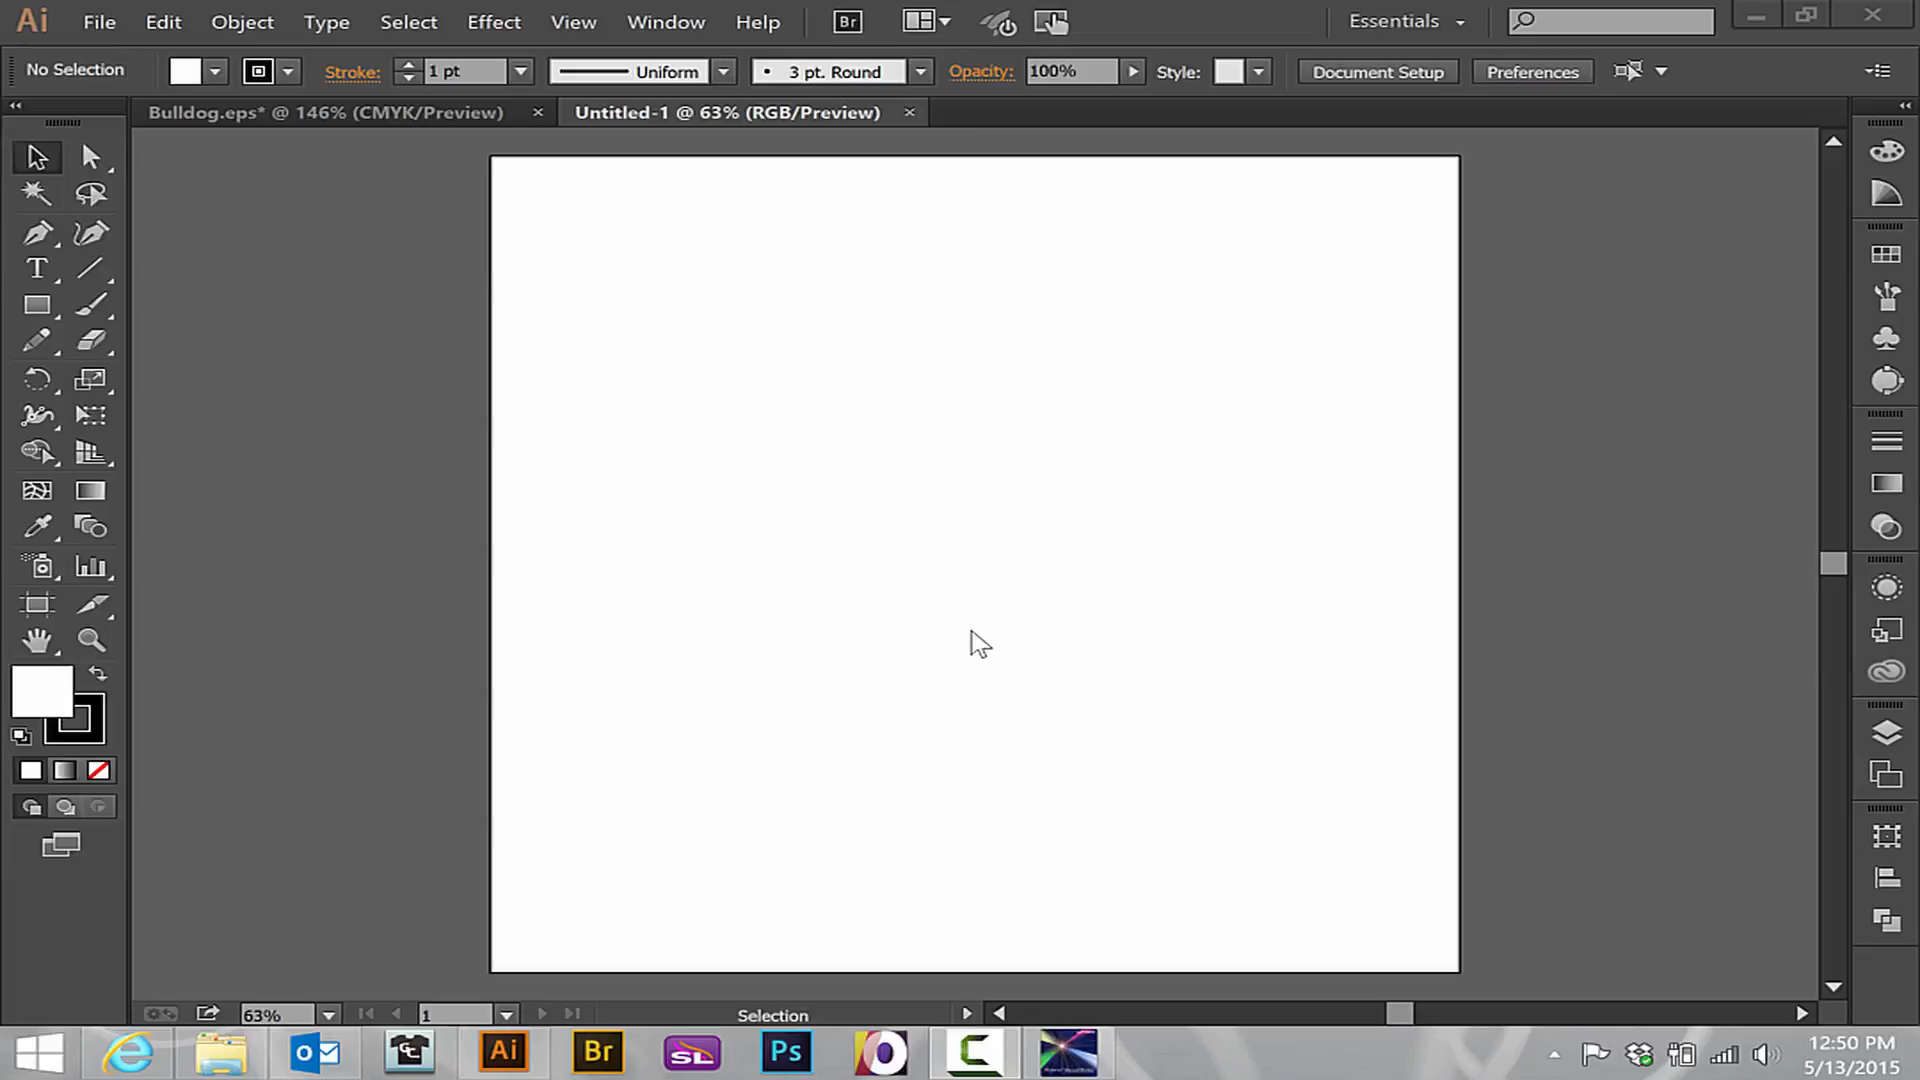 Ai File Edit Object Type Select Effect View Window Help Br Essentials
No Selection Stroke: 1 pt Uniform 3 pt. Round Opacity: 100% Style: Document Setup Preferences
Bulldog.eps* @ 146% (CMYK/Preview) × Untitled-1 @ 63% (RGB/Preview) ×
T
63% 1 Selection
Ai Br SL Ps
12:50 PM
5/13/2015